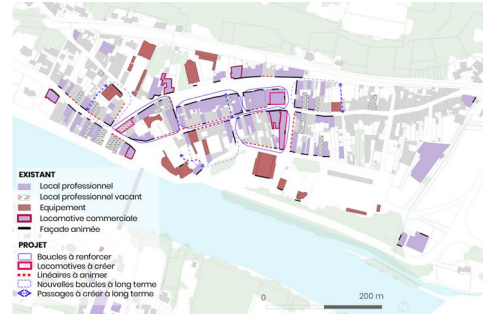 EXISTANT
Local professionnel
Local professionnel vacant
Equipement
Locomotive commerciale
Façade animée
PROJET
Boucles à renforcer
Locomotives à créer
Linéaires à animer
Nouvelles boucles à long terme
Passages à créer à long terme
0 200 m